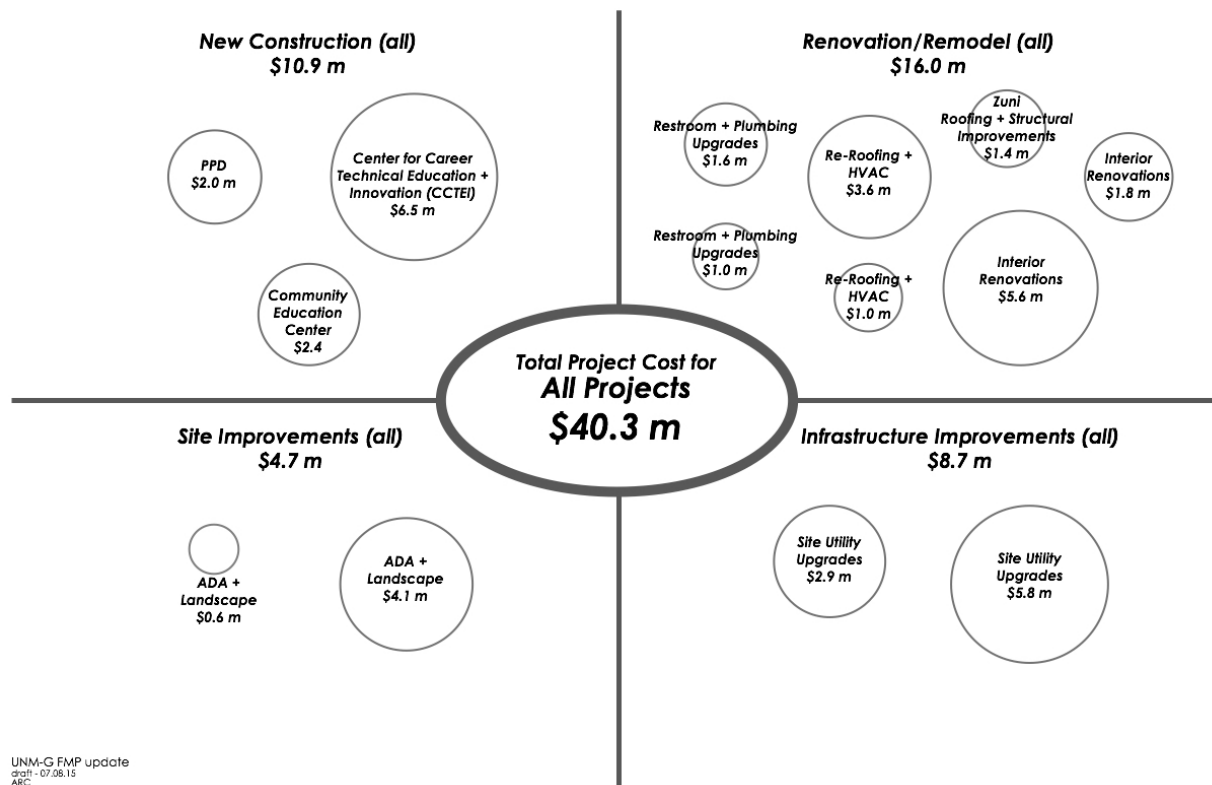 New Construction (all)
$10.9 m
PPD
$2.0 m
Center for Career
Technical Education +
Innovation (CCTEI)
$6.5 m
Community
Education
Center
$2.4
Renovation/Remodel (all)
$16.0 m
Restroom + Plumbing
Upgrades
$1.6 m
Re-Roofing +
HVAC
$3.6 m
Zuni
Roofing + Structural
Improvements
$1.4 m
Interior
Renovations
$1.8 m
Restroom + Plumbing
Upgrades
$1.0 m
Re-Roofing +
HVAC
$1.0 m
Interior
Renovations
$5.6 m
Total Project Cost for
All Projects
$40.3 m
Site Improvements (all)
$4.7 m
ADA +
Landscape
$0.6 m
ADA +
Landscape
$4.1 m
Infrastructure Improvements (all)
$8.7 m
Site Utility
Upgrades
$2.9 m
Site Utility
Upgrades
$5.8 m
UNM-G FMP update
draft - 07.08.15
ARC